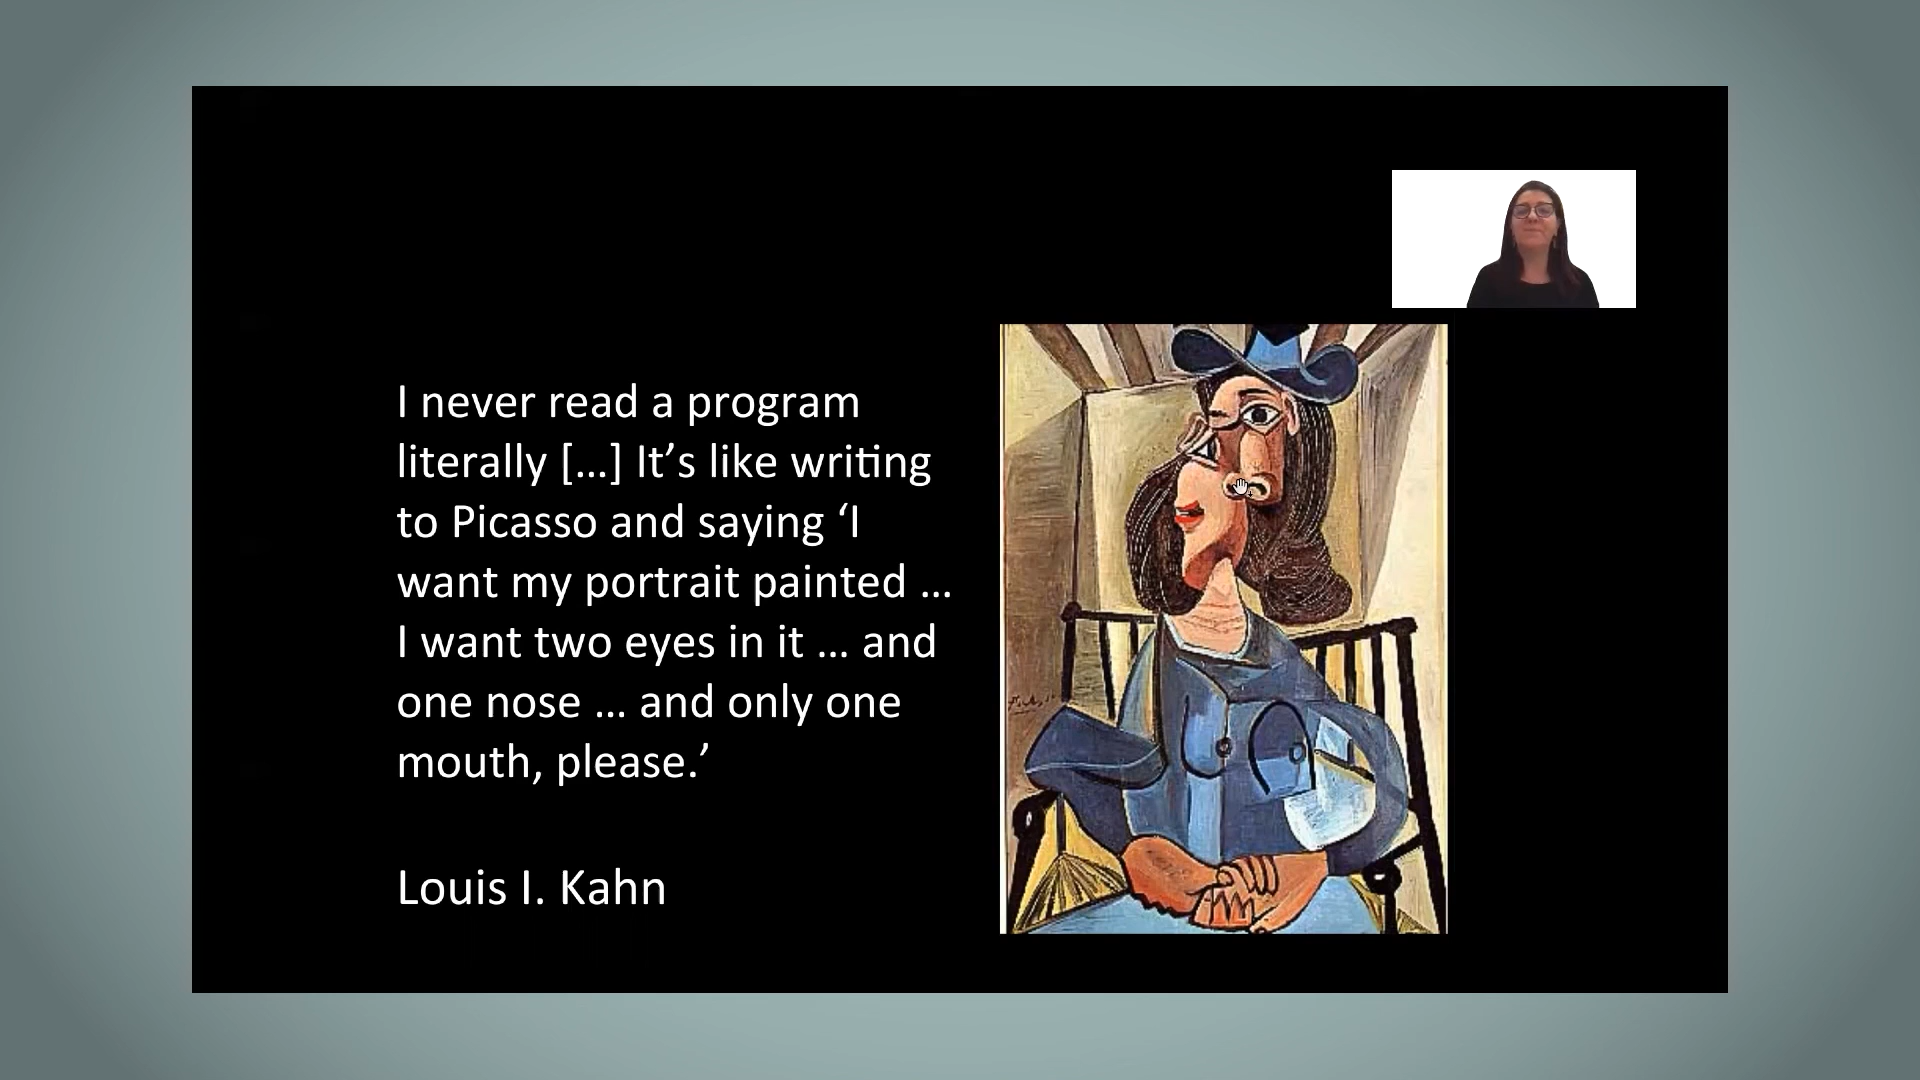 I never read a program
literally [...] It’s like writing
to Picasso and saying ‘I
want my portrait painted ...
I want two eyes in it ... and
one nose ... and only one
mouth, please.’
Louis I. Kahn